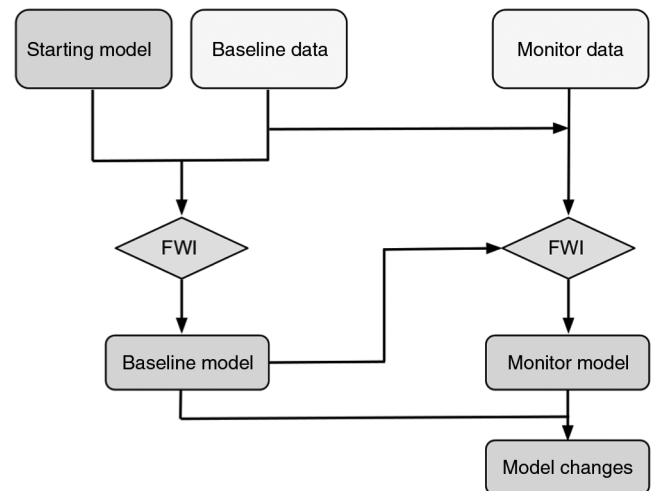 Starting model
Baseline data
Monitor data
FWI
FWI
Baseline model
Monitor model
Model changes